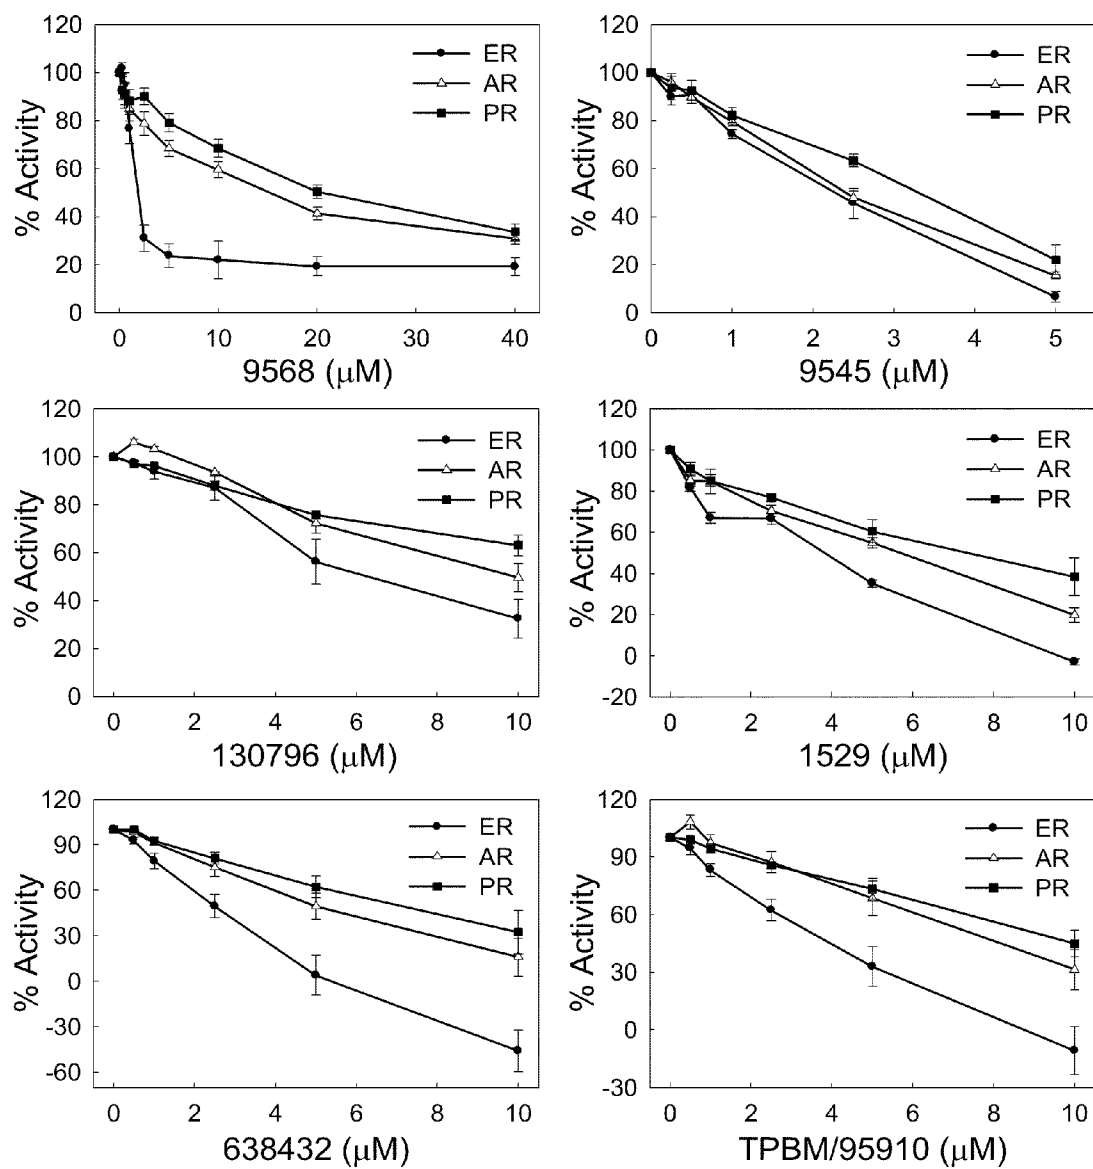 120
100
80
60
40
20
0
% Activity
ER
AR
PR
0 10 20 30 40
9568 (μM)
120
100
80
60
40
20
0
% Activity
ER
AR
PR
0 1 2 3 4 5
9545 (μM)
120
100
80
60
40
20
0
% Activity
ER
AR
PR
0 2 4 6 8 10
130796 (μM)
120
100
80
60
40
20
0
-20
% Activity
ER
AR
PR
0 2 4 6 8 10
1529 (μM)
120
90
60
30
0
-30
-60
% Activity
ER
AR
PR
0 2 4 6 8 10
638432 (μM)
120
90
60
30
0
-30
% Activity
ER
AR
PR
0 2 4 6 8 10
TPBM/95910 (μM)